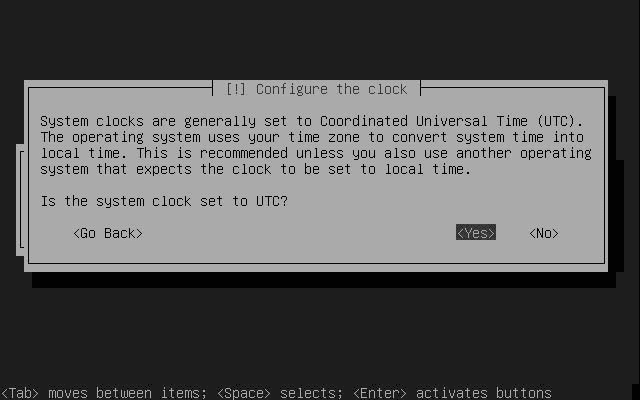 [!] Configure the clock
System clocks are generally set to Coordinated Universal Time (UTC).
The operating system uses your time zone to convert system time into
local time. This is recommended unless you also use another operating
system that expects the clock to be set to local time.
Is the system clock set to UTC?
<Go Back> <Yes> <No>
<Tab> moves between items; <Space> selects; <Enter> activates buttons